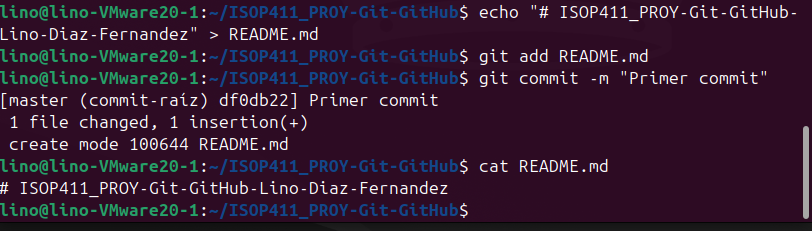 lino@lino-VMware20-1:~/ISOP411_PROY-Git-GitHub$ echo "# ISOP411_PROY-Git-GitHub-
Lino-Diaz-Fernandez" > README.md
lino@lino-VMware20-1:~/ISOP411_PROY-Git-GitHub$ git add README.md
lino@lino-VMware20-1:~/ISOP411_PROY-Git-GitHub$ git commit -m "Primer commit"
[master (commit-raíz) df0db22] Primer commit
 1 file changed, 1 insertion(+)
 create mode 100644 README.md
lino@lino-VMware20-1:~/ISOP411_PROY-Git-GitHub$ cat README.md
# ISOP411_PROY-Git-GitHub-Lino-Diaz-Fernandez
lino@lino-VMware20-1:~/ISOP411_PROY-Git-GitHub$